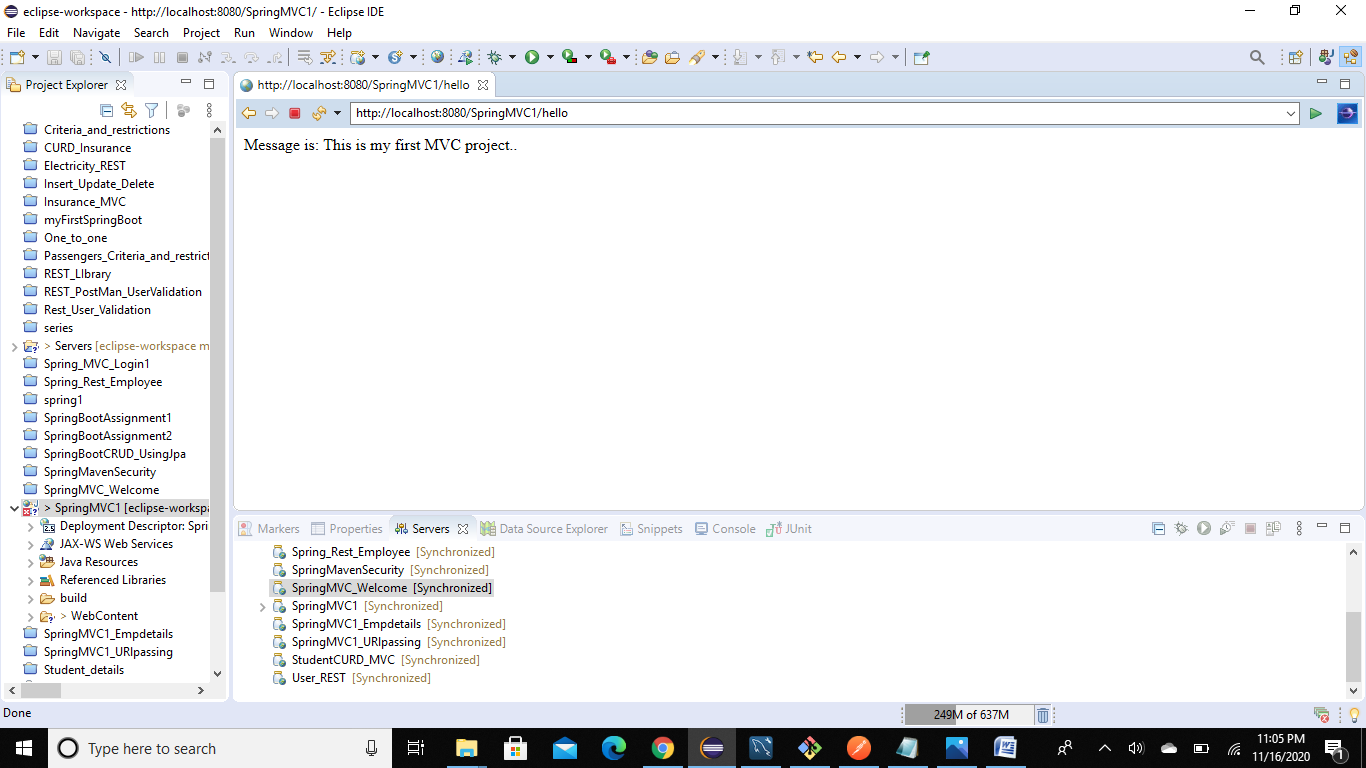 eclipse-workspace - http://localhost:8080/SpringMVC1/ - Eclipse IDE
File Edit Navigate Search Project Run Window Help
Project Explorer
Criteria_and_restrictions
CURD_Insurance
Electricity_REST
Insert_Update_Delete
Insurance_MVC
myFirstSpringBoot
One_to_one
Passengers_Criteria_and_restrict
REST_LIbrary
REST_PostMan_UserValidation
Rest_User_Validation
series
> Servers [eclipse-workspace m
Spring_MVC_Login1
Spring_Rest_Employee
spring1
SpringBootAssignment1
SpringBootAssignment2
SpringBootCRUD_UsingJpa
SpringMavenSecurity
SpringMVC_Welcome
> SpringMVC1 [eclipse-workspa
Deployment Descriptor: Spri
JAX-WS Web Services
Java Resources
Referenced Libraries
build
> WebContent
SpringMVC1_Empdetails
SpringMVC1_URIpassing
Student_details
http://localhost:8080/SpringMVC1/hello
http://localhost:8080/SpringMVC1/hello
Message is: This is my first MVC project..
Markers Properties Servers Data Source Explorer Snippets Console JUnit
Spring_Rest_Employee [Synchronized]
SpringMavenSecurity [Synchronized]
SpringMVC_Welcome [Synchronized]
SpringMVC1 [Synchronized]
SpringMVC1_Empdetails [Synchronized]
SpringMVC1_URIpassing [Synchronized]
StudentCURD_MVC [Synchronized]
User_REST [Synchronized]
Done
249M of 637M
Type here to search
11:05 PM
11/16/2020
1